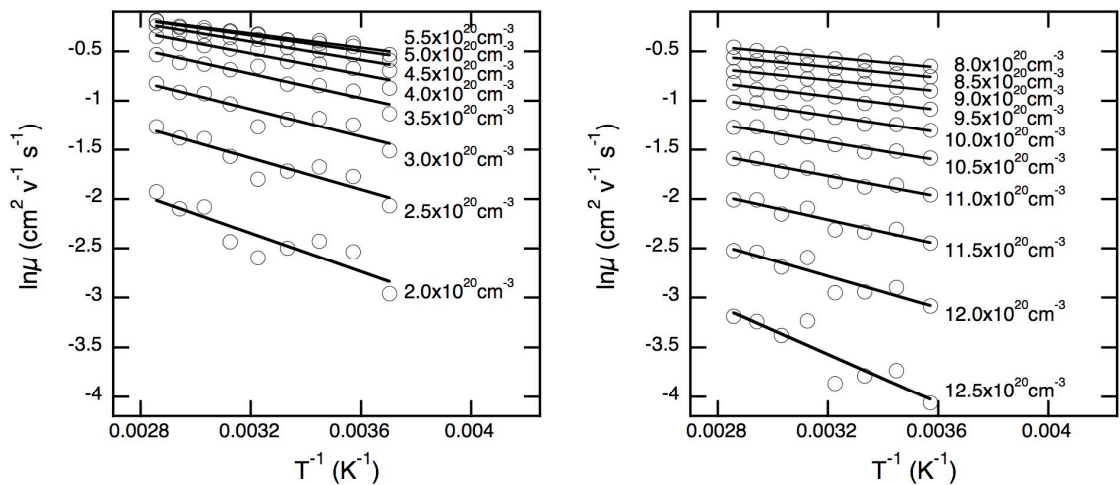 -0.5
-1
-1.5
-2
-2.5
-3
-3.5
-4
lnμ (cm² v⁻¹ s⁻¹)
5.5x10²⁰cm⁻³
5.0x10²⁰cm⁻³
4.5x10²⁰cm⁻³
4.0x10²⁰cm⁻³
3.5x10²⁰cm⁻³
3.0x10²⁰cm⁻³
2.5x10²⁰cm⁻³
2.0x10²⁰cm⁻³
0.0028 0.0032 0.0036 0.004
T⁻¹ (K⁻¹)
-0.5
-1
-1.5
-2
-2.5
-3
-3.5
-4
lnμ (cm² v⁻¹ s⁻¹)
8.0x10²⁰cm⁻³
8.5x10²⁰cm⁻³
9.0x10²⁰cm⁻³
9.5x10²⁰cm⁻³
10.0x10²⁰cm⁻³
10.5x10²⁰cm⁻³
11.0x10²⁰cm⁻³
11.5x10²⁰cm⁻³
12.0x10²⁰cm⁻³
12.5x10²⁰cm⁻³
0.0028 0.0032 0.0036 0.004
T⁻¹ (K⁻¹)